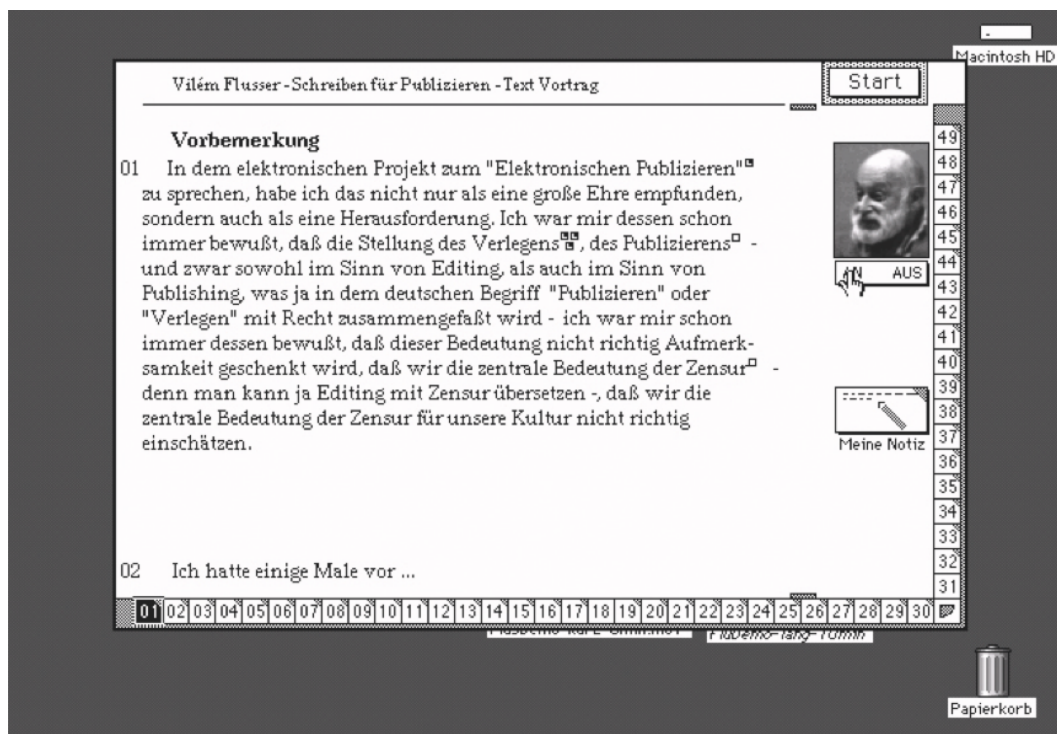 Macintosh HD
Vilém Flusser - Schreiben für Publizieren - Text Vortrag
Start
Vorbemerkung
01 In dem elektronischen Projekt zum "Elektronischen Publizieren"
zu sprechen, habe ich das nicht nur als eine große Ehre empfunden,
sondern auch als eine Herausforderung. Ich war mir dessen schon
immer bewußt, daß die Stellung des Verlegens, des Publizierens -
und zwar sowohl im Sinn von Editing, als auch im Sinn von
Publishing, was ja in dem deutschen Begriff "Publizieren" oder
"Verlegen" mit Recht zusammengefaßt wird - ich war mir schon
immer dessen bewußt, daß dieser Bedeutung nicht richtig Aufmerk-
samkeit geschenkt wird, daß wir die zentrale Bedeutung der Zensur -
denn man kann ja Editing mit Zensur übersetzen -, daß wir die
zentrale Bedeutung der Zensur für unsere Kultur nicht richtig
einschätzen.
02 Ich hatte einige Male vor ...
AN AUS
Meine Notiz
49
48
47
46
45
44
43
42
41
40
39
38
37
36
35
34
33
32
31
01 02 03 04 05 06 07 08 09 10 11 12 13 14 15 16 17 18 19 20 21 22 23 24 25 26 27 28 29 30
Papierkorb